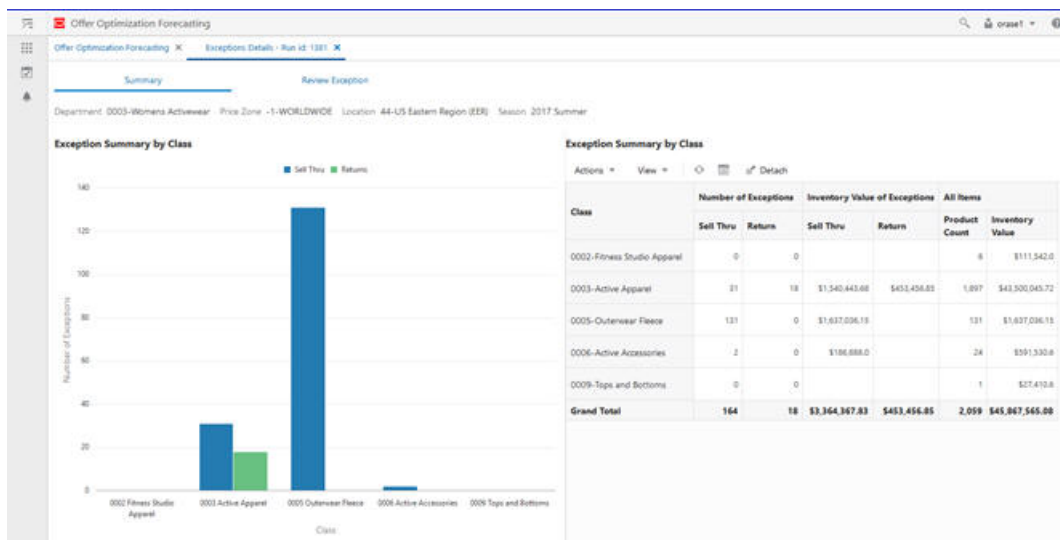 Offer Optimization Forecasting
orase1
Offer Optimization Forecasting X Exceptions Details - Run id: 1381 X
Summary Review Exception
Department 0003-Womens Activewear Price Zone -1-WORLDWIDE Location 44-US Eastern Region (EER) Season 2017 Summer
Exception Summary by Class
Sell Thru Returns
140
120
100
80
60
40
20
0
Number of Exceptions
0002 Fitness Studio Apparel 0003 Active Apparel 0005 Outerwear Fleece 0006 Active Accessories 0009 Tops and Bottoms
Class
Exception Summary by Class
Actions View Detach
Class Number of Exceptions Inventory Value of Exceptions All Items
Sell Thru Return Sell Thru Return Product Count Inventory Value
0002-Fitness Studio Apparel 0 0 6 $111,542.0
0003-Active Apparel 31 18 $1,540,443.68 $453,456.85 1,897 $43,500,045.72
0005-Outerwear Fleece 131 0 $1,637,036.15 131 $1,637,036.15
0006-Active Accessories 2 0 $186,888.0 24 $591,530.6
0009-Tops and Bottoms 0 0 1 $27,410.6
Grand Total 164 18 $3,364,367.83 $453,456.85 2,059 $45,867,565.08